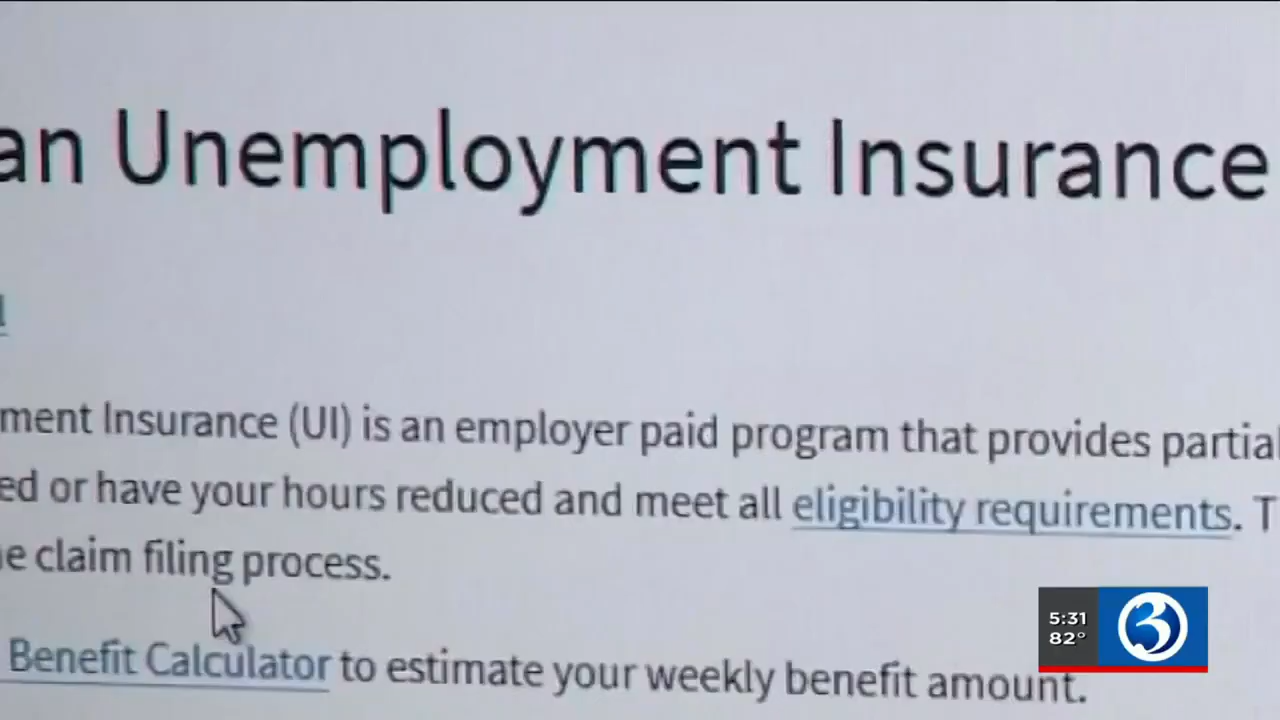 an Unemployment Insurance
ment Insurance (UI) is an employer paid program that provides partial
ed or have your hours reduced and meet all eligibility requirements. T
e claim filing process.
Benefit Calculator to estimate your weekly benefit amount.
5:31
82°
3